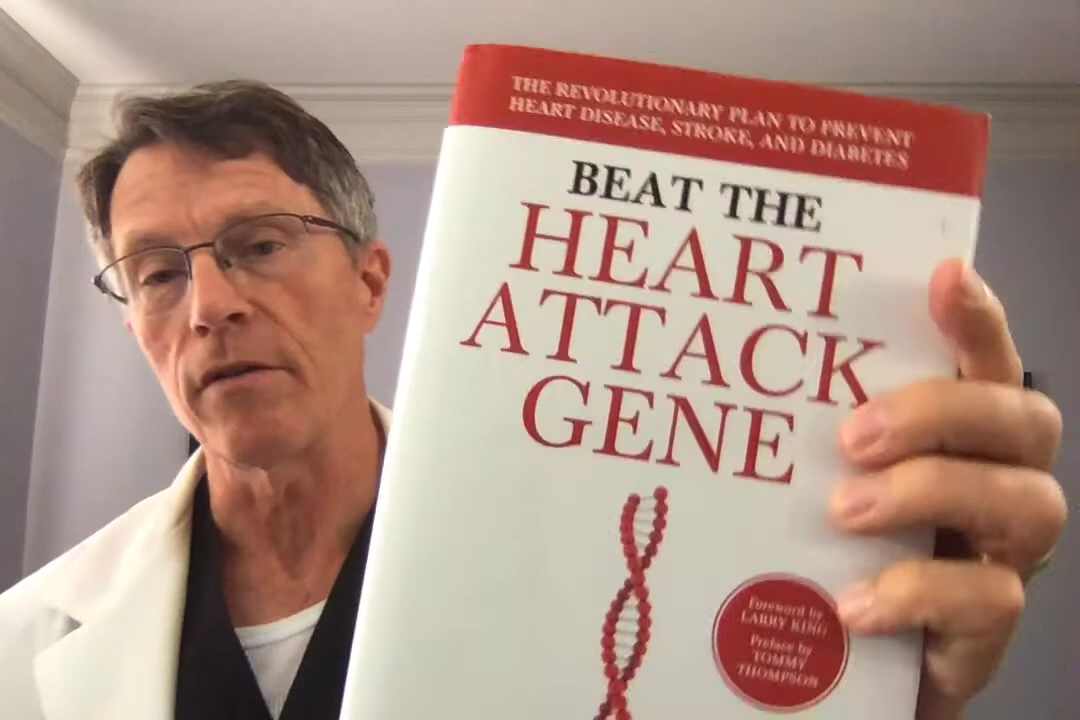 THE REVOLUTIONARY PLAN TO PREVENT
HEART DISEASE, STROKE, AND DIABETES
BEAT THE
HEART
ATTACK
GENE
Foreword by
LARRY KING
Preface by
TOMMY
THOMPSON